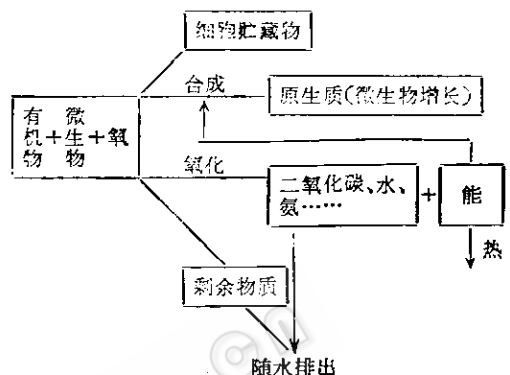 细胞贮藏物
合成
原生质(微生物增长)
有机物+微生物+氧
氧化
二氧化碳、水、
氨……
+
能
热
剩余物质
随水排出